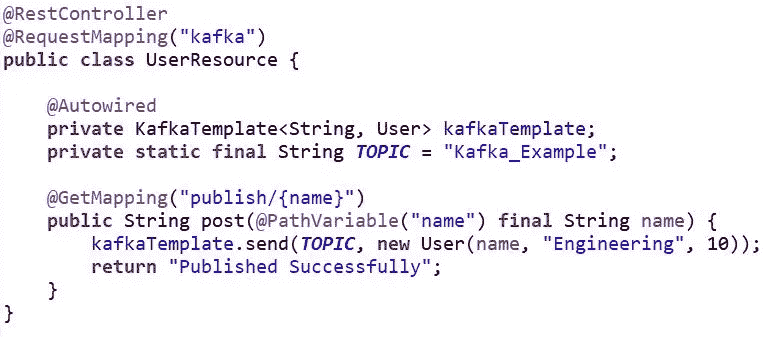 @RestController
@RequestMapping("kafka")
public class UserResource {
@Autowired
private KafkaTemplate<String, User> kafkaTemplate;
private static final String TOPIC = "Kafka_Example";
@GetMapping("publish/{name}")
public String post(@PathVariable("name") final String name) {
kafkaTemplate.send(TOPIC, new User(name, "Engineering", 10));
return "Published Successfully";
}
}